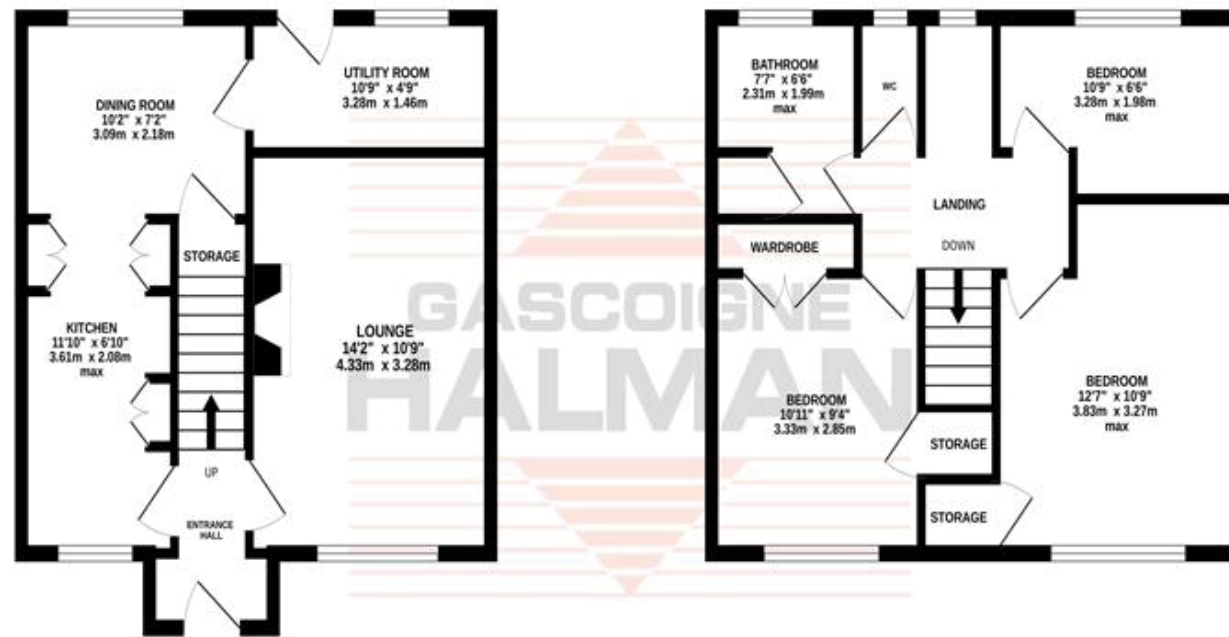 DINING ROOM
10'2" x 7'2"
3.09m x 2.18m
UTILITY ROOM
10'9" x 4'9"
3.28m x 1.46m
STORAGE
KITCHEN
11'10" x 6'10"
3.61m x 2.08m
max
LOUNGE
14'2" x 10'9"
4.33m x 3.28m
UP
ENTRANCE
HALL
BATHROOM
7'7" x 6'6"
2.31m x 1.99m
max
WC
BEDROOM
10'9" x 6'6"
3.28m x 1.98m
max
LANDING
DOWN
WARDROBE
BEDROOM
10'11" x 9'4"
3.33m x 2.85m
BEDROOM
12'7" x 10'9"
3.83m x 3.27m
max
STORAGE
STORAGE
GASCOIGNE
HALMAN